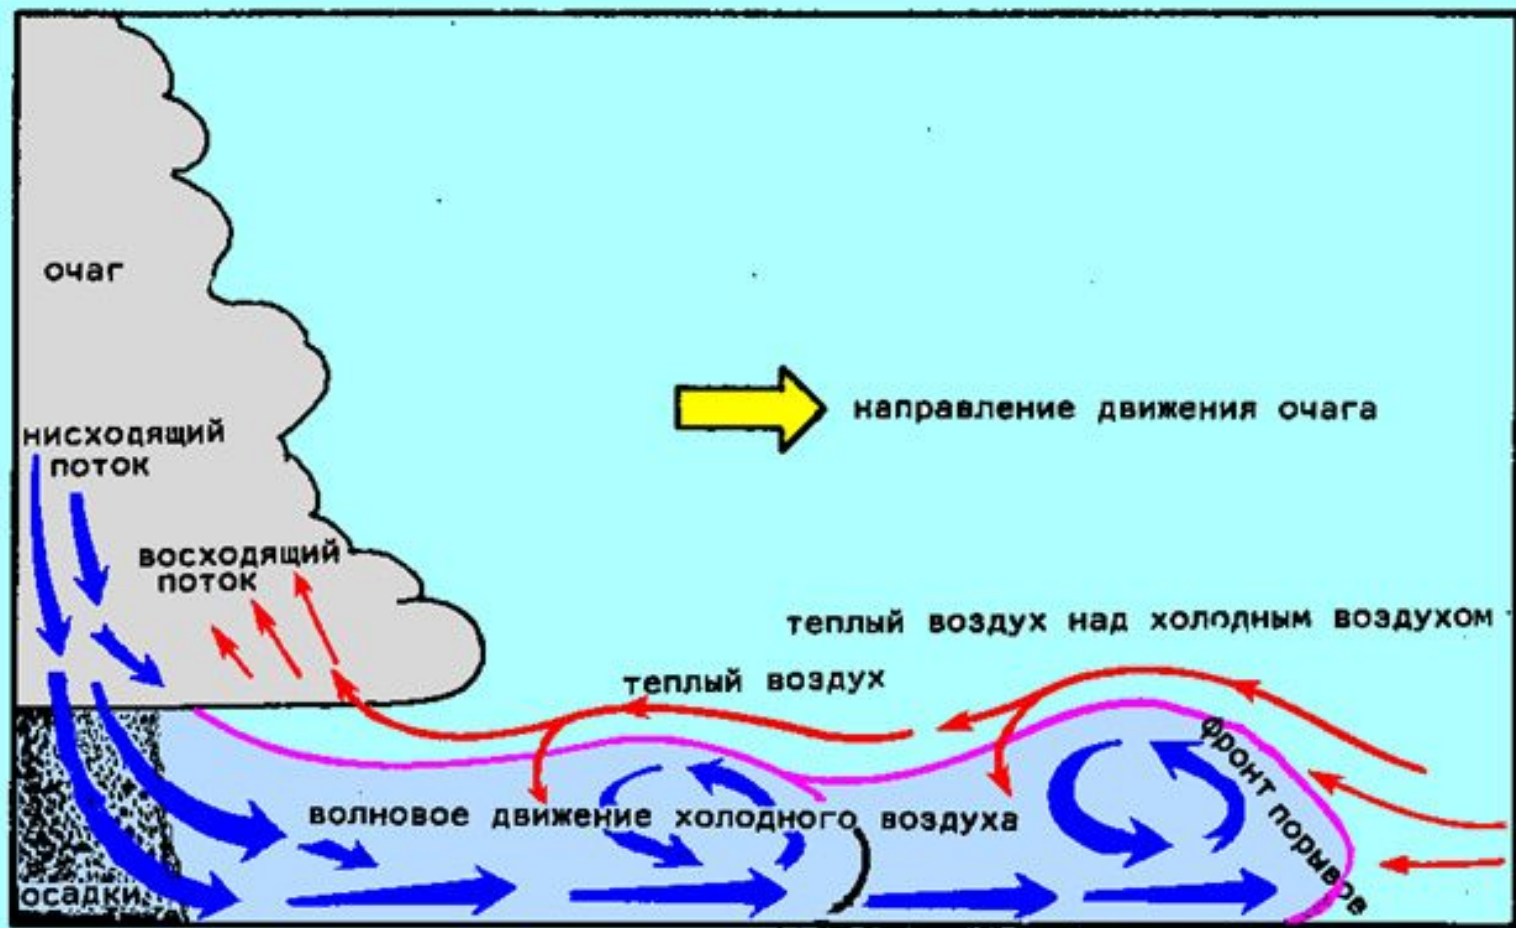 очаг
направление движения очага
нисходящий
поток
восходящий
поток
теплый воздух над холодным воздухом
теплый воздух
фронт порывов
волновое движение холодного воздуха
осадки